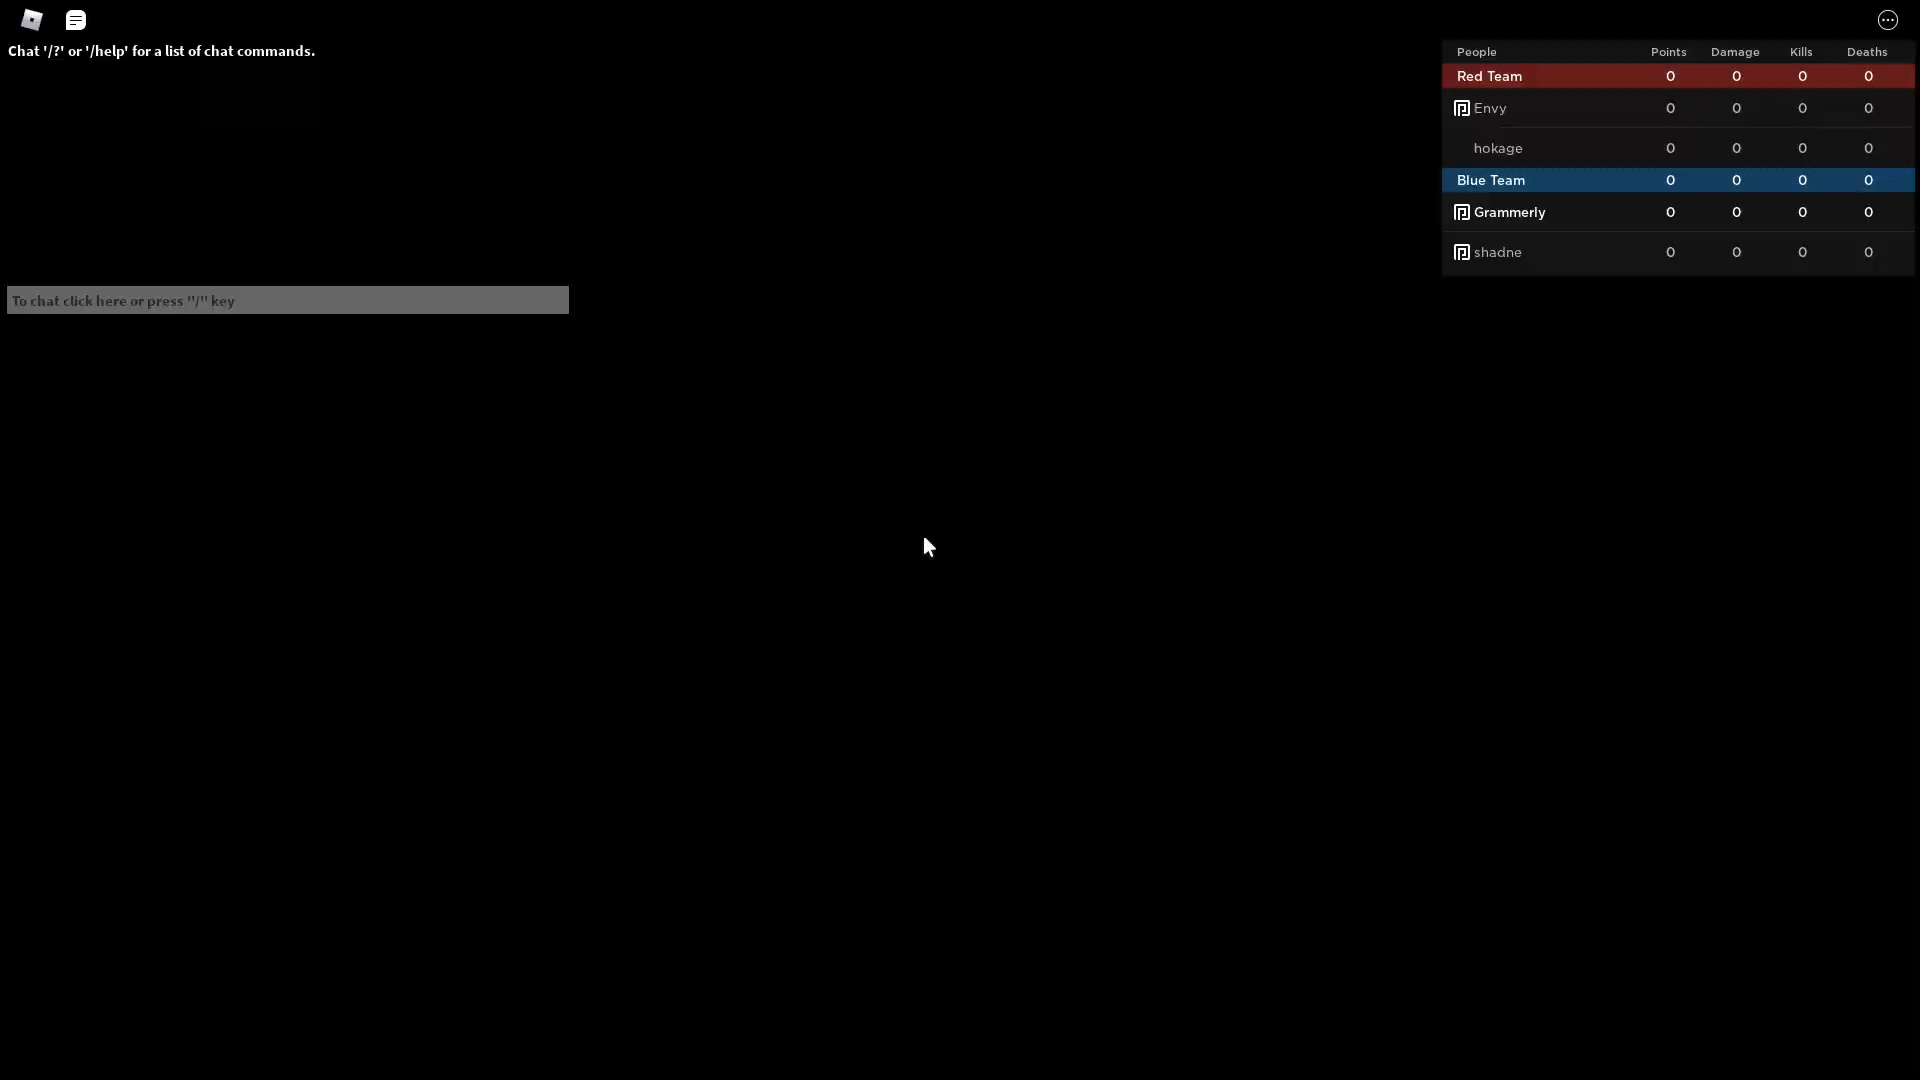 Chat '/?' or '/help' for a list of chat commands.
To chat click here or press "/" key
People Points Damage Kills Deaths
Red Team 0 0 0 0
Envy 0 0 0 0
hokage 0 0 0 0
Blue Team 0 0 0 0
Grammerly 0 0 0 0
shadne 0 0 0 0